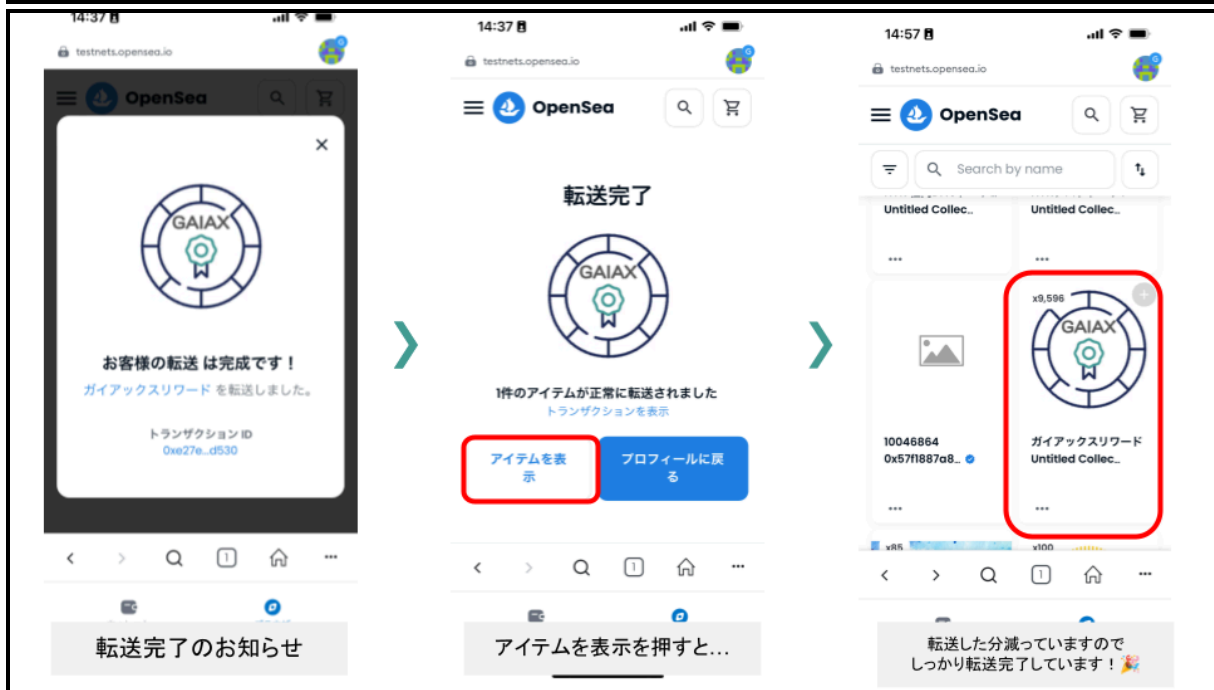 14:37
testnets.opensea.io
G
OpenSea
GAIAX
お客様の転送 は完成です！
ガイアックスリワード を転送しました。
トランザクション ID
0xe27e...d530
1
転送完了のお知らせ
14:37
testnets.opensea.io
G
OpenSea
転送完了
GAIAX
1件のアイテムが正常に転送されました
トランザクションを表示
アイテムを表
示
プロフィールに戻
る
1
アイテムを表示を押すと...
14:57
testnets.opensea.io
G
OpenSea
Search by name
Untitled Collec...
Untitled Collec...
x9,596
GAIAX
10046864
0x57f1887a8...
ガイアックスリワード
Untitled Collec...
x85
x100
1
転送した分減っていますので
しっかり転送完了しています！🎉